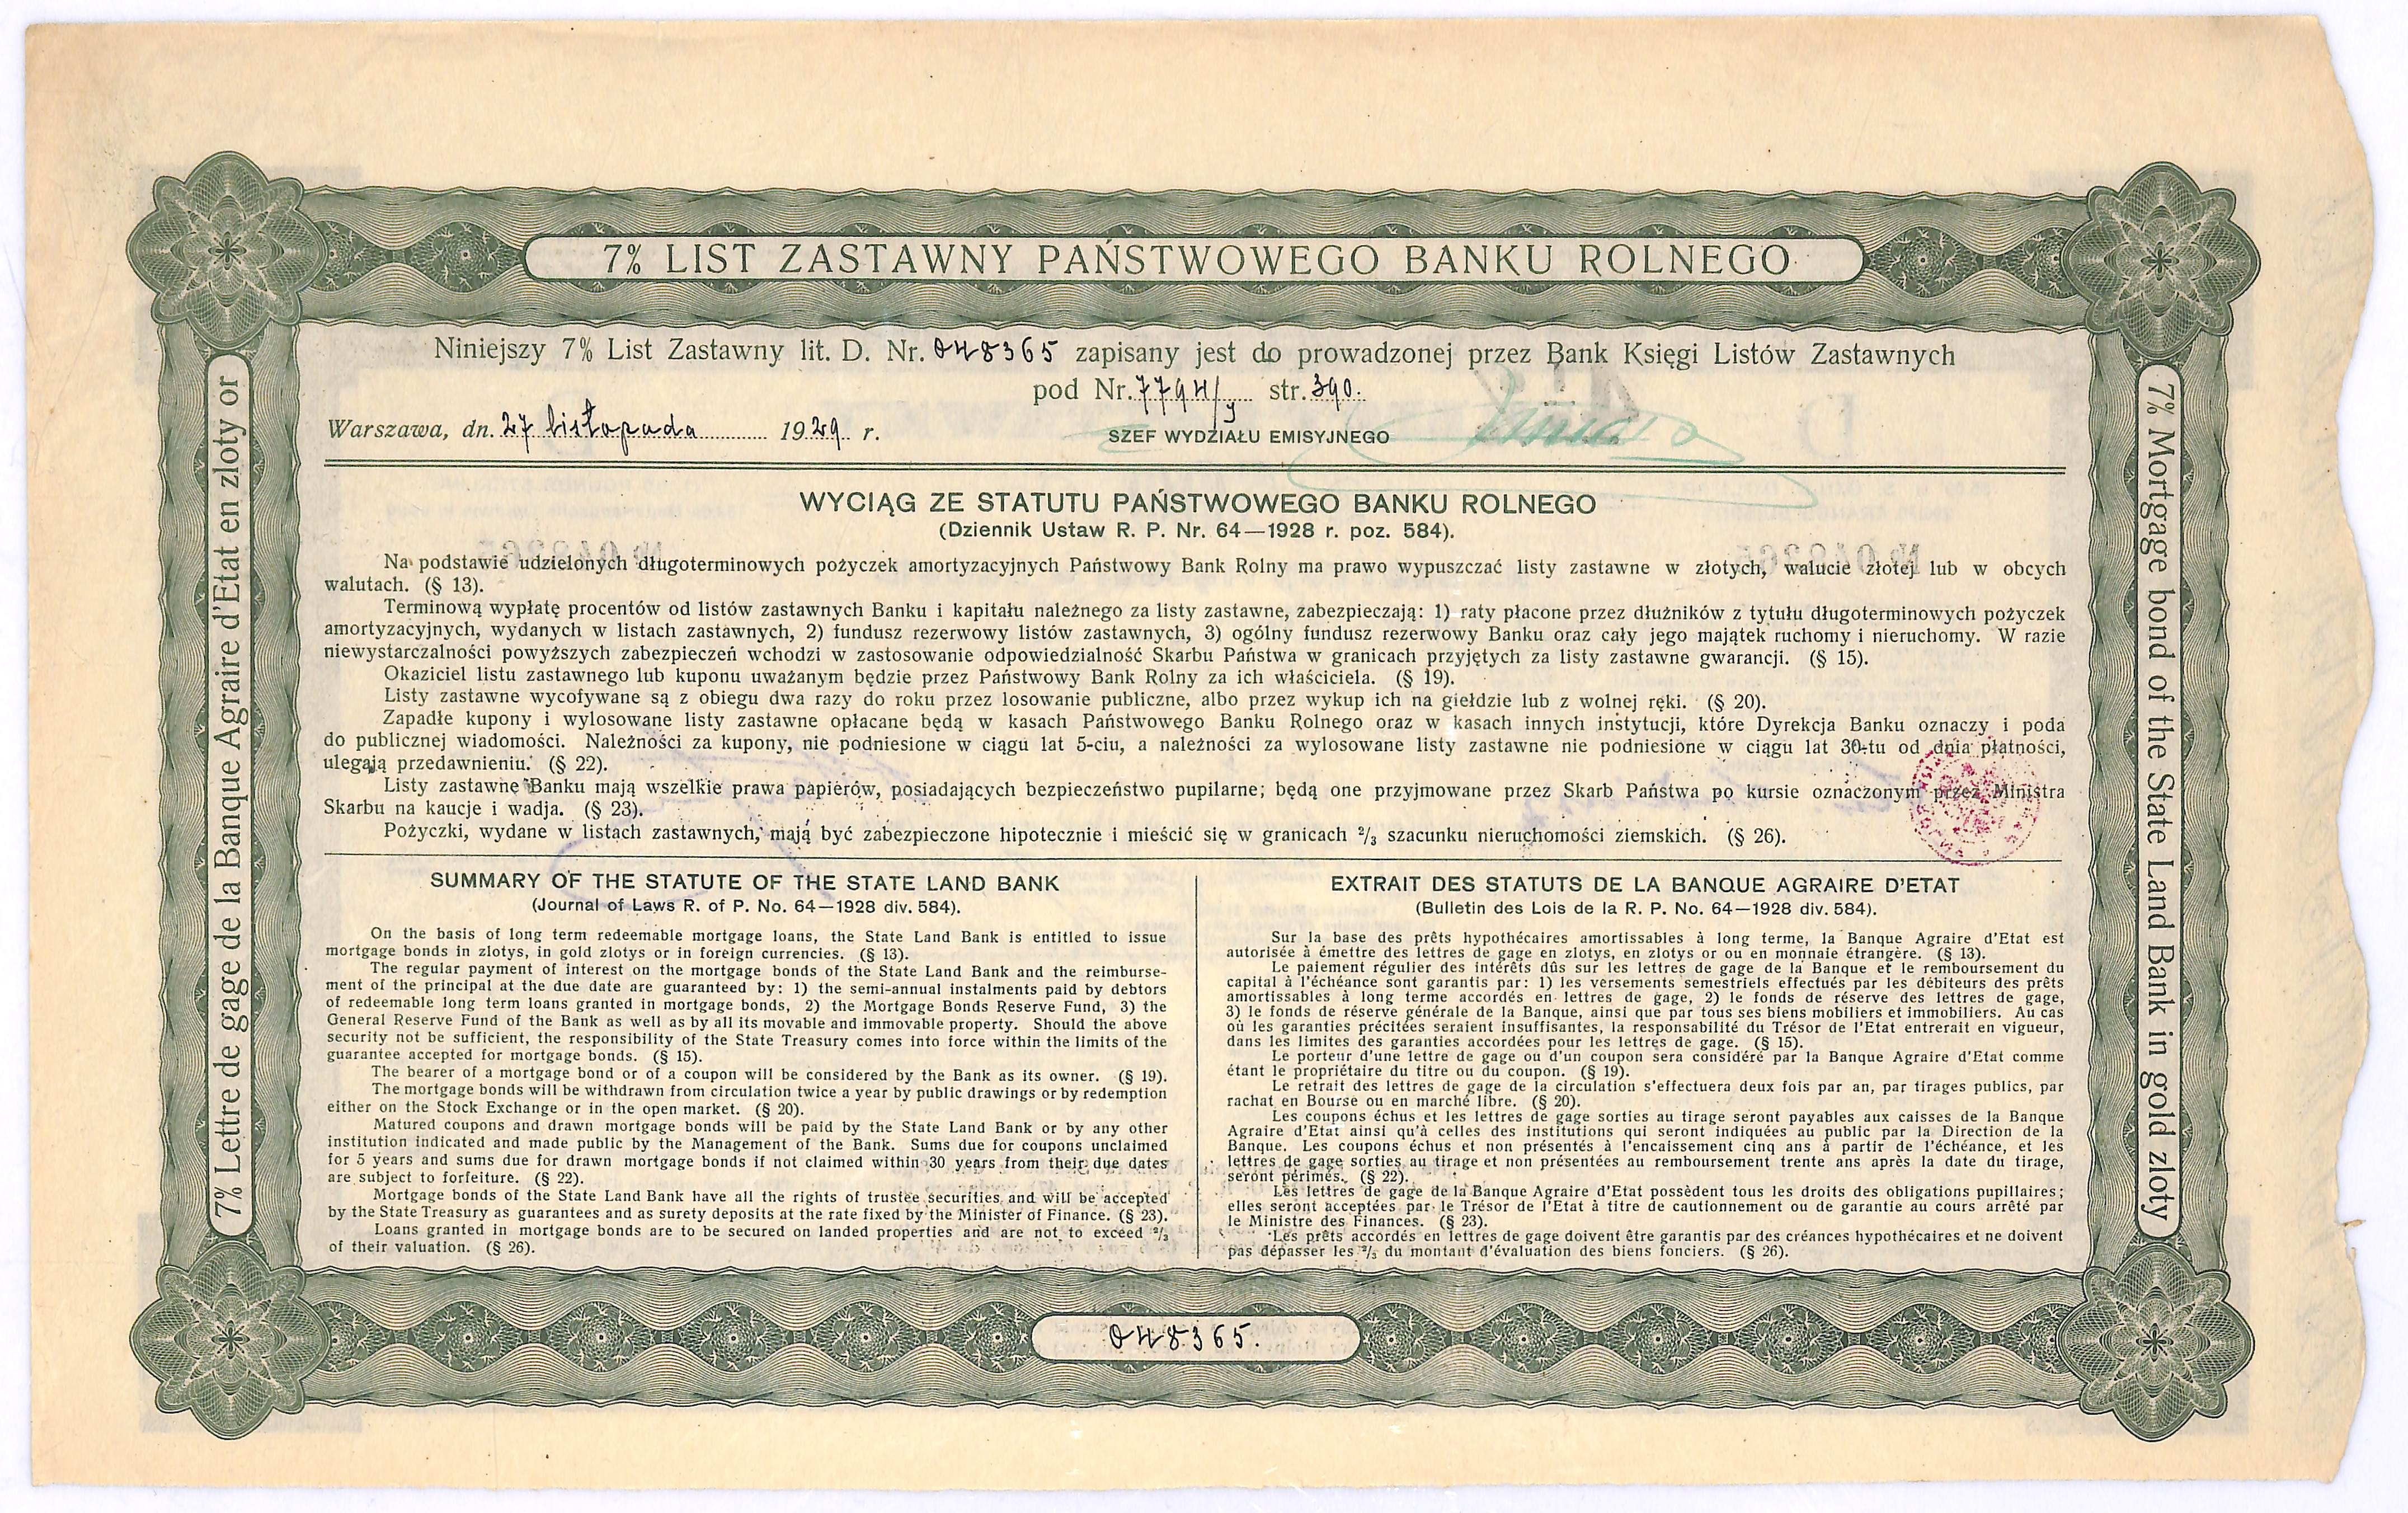 7% LIST ZASTAWNY PAŃSTWOWEGO BANKU ROLNEGO
Niniejszy 7% List Zastawny lit. D. Nr. 048365 zapisany jest do prowadzonej przez Bank Księgi Listów Zastawnych
pod Nr. 7794/y str. 390.
Warszawa, dn. 27 listopada 1929 r.
SZEF WYDZIAŁU EMISYJNEGO
WYCIĄG ZE STATUTU PAŃSTWOWEGO BANKU ROLNEGO
(Dziennik Ustaw R. P. Nr. 64—1928 r. poz. 584).
Na podstawie udzielonych długoterminowych pożyczek amortyzacyjnych Państwowy Bank Rolny ma prawo wypuszczać listy zastawne w złotych, walucie złotej lub w obcych
walutach. (§ 13).
Terminową wypłatę procentów od listów zastawnych Banku i kapitału należnego za listy zastawne, zabezpieczają: 1) raty płacone przez dłużników z tytułu długoterminowych pożyczek
amortyzacyjnych, wydanych w listach zastawnych, 2) fundusz rezerwowy listów zastawnych, 3) ogólny fundusz rezerwowy Banku oraz cały jego majątek ruchomy i nieruchomy. W razie
niewystarczalności powyższych zabezpieczeń wchodzi w zastosowanie odpowiedzialność Skarbu Państwa w granicach przyjętych za listy zastawne gwarancji. (§ 15).
Okaziciel listu zastawnego lub kuponu uważanym będzie przez Państwowy Bank Rolny za ich właściciela. (§ 19).
Listy zastawne wycofywane są z obiegu dwa razy do roku przez losowanie publiczne, albo przez wykup ich na giełdzie lub z wolnej ręki. (§ 20).
Zapadłe kupony i wylosowane listy zastawne opłacane będą w kasach Państwowego Banku Rolnego oraz w kasach innych instytucji, które Dyrekcja Banku oznaczy i poda
do publicznej wiadomości. Należności za kupony, nie podniesione w ciągu lat 5-ciu, a należności za wylosowane listy zastawne nie podniesione w ciągu lat 30-tu od dnia płatności,
ulegają przedawnieniu. (§ 22).
Listy zastawne Banku mają wszelkie prawa papierów, posiadających bezpieczeństwo pupilarne; będą one przyjmowane przez Skarb Państwa po kursie oznaczonym przez Ministra
Skarbu na kaucje i wadja. (§ 23).
Pożyczki, wydane w listach zastawnych, mają być zabezpieczone hipotecznie i mieścić się w granicach ²/₃ szacunku nieruchomości ziemskich. (§ 26).
SUMMARY OF THE STATUTE OF THE STATE LAND BANK
(Journal of Laws R. of P. No. 64—1928 div. 584).
On the basis of long term redeemable mortgage loans, the State Land Bank is entitled to issue
mortgage bonds in zlotys, in gold zlotys or in foreign currencies. (§ 13).
The regular payment of interest on the mortgage bonds of the State Land Bank and the reimburse-
ment of the principal at the due date are guaranteed by: 1) the semi-annual instalments paid by debtors
of redeemable long term loans granted in mortgage bonds, 2) the Mortgage Bonds Reserve Fund, 3) the
General Reserve Fund of the Bank as well as by all its movable and immovable property. Should the above
security not be sufficient, the responsibility of the State Treasury comes into force within the limits of the
guarantee accepted for mortgage bonds. (§ 15).
The bearer of a mortgage bond or of a coupon will be considered by the Bank as its owner. (§ 19).
The mortgage bonds will be withdrawn from circulation twice a year by public drawings or by redemption
either on the Stock Exchange or in the open market. (§ 20).
Matured coupons and drawn mortgage bonds will be paid by the State Land Bank or by any other
institution indicated and made public by the Management of the Bank. Sums due for coupons unclaimed
for 5 years and sums due for drawn mortgage bonds if not claimed within 30 years from their due dates
are subject to forfeiture. (§ 22).
Mortgage bonds of the State Land Bank have all the rights of trustee securities and will be accepted
by the State Treasury as guarantees and as surety deposits at the rate fixed by the Minister of Finance. (§ 23).
Loans granted in mortgage bonds are to be secured on landed properties and are not to exceed ²/₃
of their valuation. (§ 26).
EXTRAIT DES STATUTS DE LA BANQUE AGRAIRE D'ETAT
(Bulletin des Lois de la R. P. No. 64—1928 div. 584).
Sur la base des prêts hypothécaires amortissables à long terme, la Banque Agraire d'Etat est
autorisée à émettre des lettres de gage en zlotys, en zlotys or ou en monnaie étrangère. (§ 13).
Le paiement régulier des intérêts dûs sur les lettres de gage de la Banque et le remboursement du
capital à l'échéance sont garantis par: 1) les versements semestriels effectués par les débiteurs des prêts
amortissables à long terme accordés en lettres de gage, 2) le fonds de réserve des lettres de gage,
3) le fonds de réserve générale de la Banque, ainsi que par tous ses biens mobiliers et immobiliers. Au cas
où les garanties précitées seraient insuffisantes, la responsabilité du Trésor de l'Etat entrerait en vigueur,
dans les limites des garanties accordées pour les lettres de gage. (§ 15).
Le porteur d'une lettre de gage ou d'un coupon sera considéré par la Banque Agraire d'Etat comme
étant le propriétaire du titre ou du coupon. (§ 19).
Le retrait des lettres de gage de la circulation s'effectuera deux fois par an, par tirages publics, par
rachat en Bourse ou en marché libre. (§ 20).
Les coupons échus et les lettres de gage sorties au tirage seront payables aux caisses de la Banque
Agraire d'Etat ainsi qu'à celles des institutions qui seront indiquées au public par la Direction de la
Banque. Les coupons échus et non présentés à l'encaissement cinq ans à partir de l'échéance, et les
lettres de gage sorties au tirage et non présentées au remboursement trente ans après la date du tirage,
seront périmés. (§ 22).
Les lettres de gage de la Banque Agraire d'Etat possèdent tous les droits des obligations pupillaires;
elles seront acceptées par le Trésor de l'Etat à titre de cautionnement ou de garantie au cours arrêté par
le Ministre des Finances. (§ 23).
Les prêts accordés en lettres de gage doivent être garantis par des créances hypothécaires et ne doivent
pas dépasser les ²/₃ du montant d'évaluation des biens fonciers. (§ 26).
7% Lettre de gage de la Banque Agraire d'Etat en zloty or
7% Mortgage bond of the State Land Bank in gold zloty
048365.